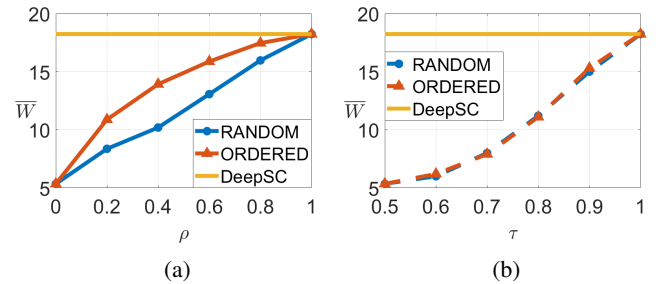 20
15
10
5
W̅
RANDOM
ORDERED
DeepSC
0 0.2 0.4 0.6 0.8 1
ρ
(a)
20
15
10
5
W̅
RANDOM
ORDERED
DeepSC
0.5 0.6 0.7 0.8 0.9 1
τ
(b)